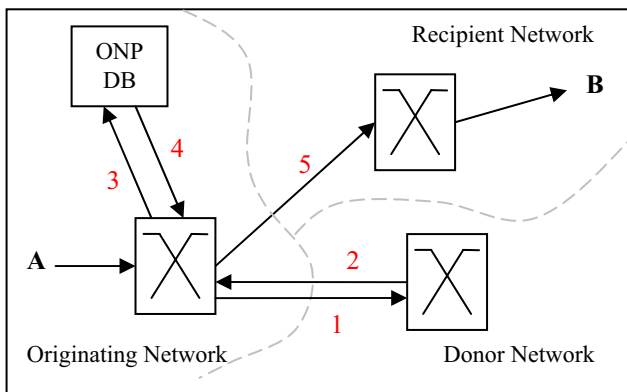 ONP
DB
Recipient Network
B
4
3
5
A
2
1
Originating Network
Donor Network